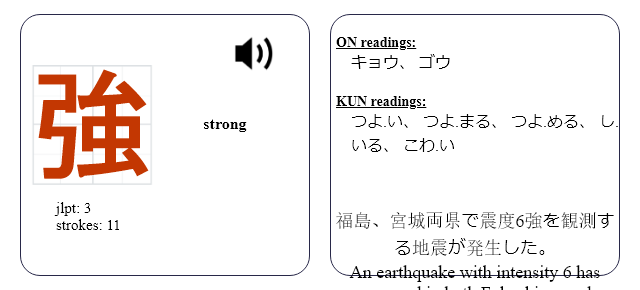 強
strong
jlpt: 3
strokes: 11
ON readings:
キョウ、 ゴウ
KUN readings:
つよ.い、 つよ.まる、 つよ.める、 し.
いる、 こわ.い
福島、宮城両県で震度6強を観測す
る地震が発生した。
An earthquake with intensity 6 has